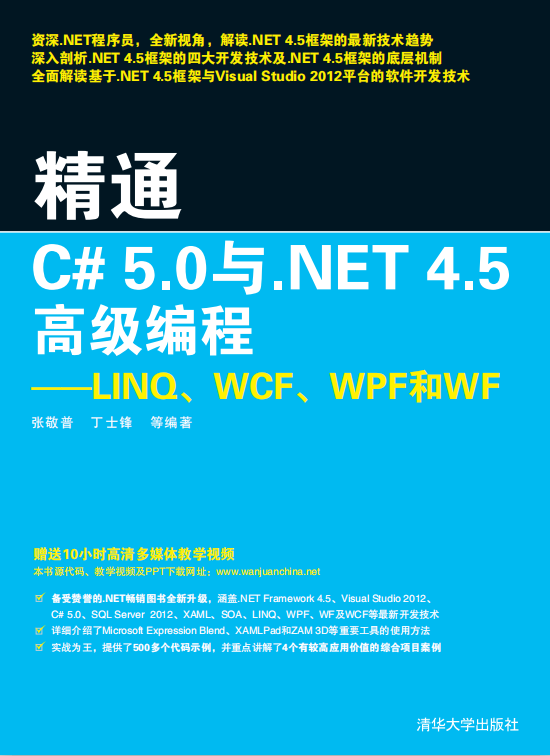 资深.NET程序员，全新视角，解读.NET 4.5框架的最新技术趋势
深入剖析.NET 4.5框架的四大开发技术及.NET 4.5框架的底层机制
全面解读基于.NET 4.5框架与Visual Studio 2012平台的软件开发技术
精通
C# 5.0与.NET 4.5
高级编程
——LINQ、WCF、WPF和WF
张敬普 丁士锋 等编著
赠送10小时高清多媒体教学视频
本书源代码、教学视频及PPT下载网址：www.wanjuanchina.net
备受赞誉的.NET畅销图书全新升级，涵盖.NET Framework 4.5、Visual Studio 2012、
C# 5.0、SQL Server 2012、XAML、SOA、LINQ、WPF、WF及WCF等最新开发技术
详细介绍了Microsoft Expression Blend、XAMLPad和ZAM 3D等重要工具的使用方法
实战为王，提供了500多个代码示例，并重点讲解了4个有较高应用价值的综合项目案例
清华大学出版社